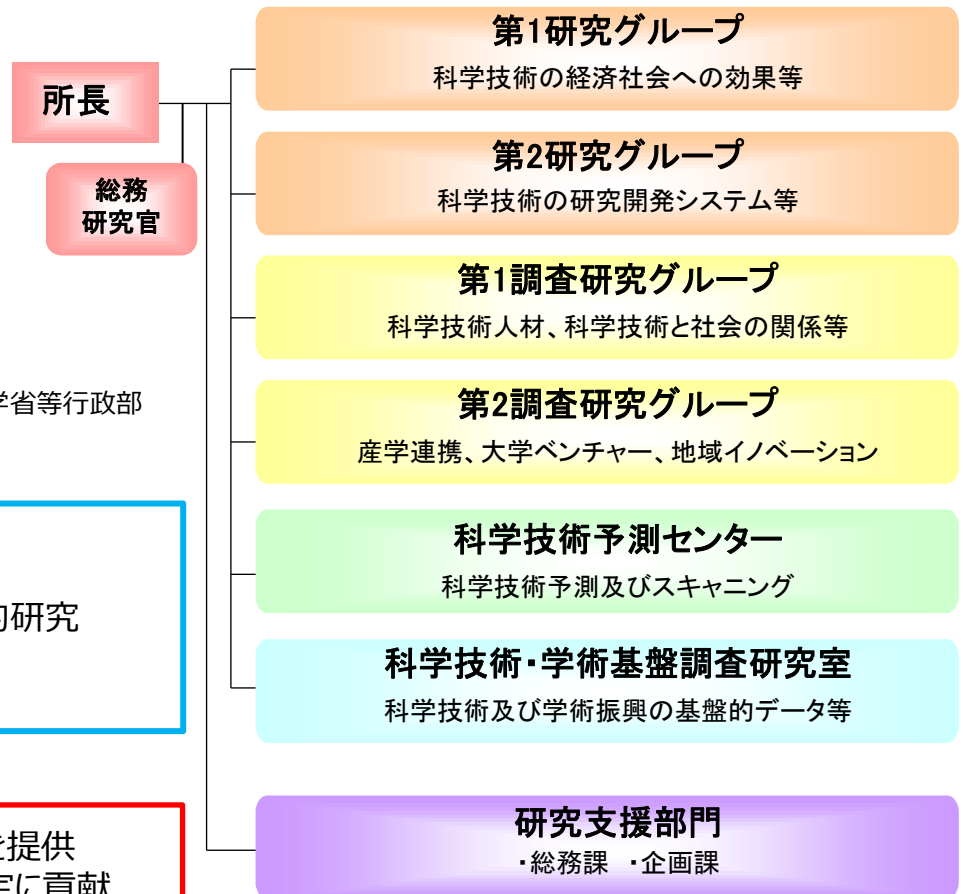 所長
総務
研究官
第1研究グループ
科学技術の経済社会への効果等
第2研究グループ
科学技術の研究開発システム等
第1調査研究グループ
科学技術人材、科学技術と社会の関係等
第2調査研究グループ
産学連携、大学ベンチャー、地域イノベーション
科学技術予測センター
科学技術予測及びスキャニング
科学技術・学術基盤調査研究室
科学技術及び学術振興の基盤的データ等
研究支援部門
・総務課 ・企画課
学省等行政部
的研究
を提供
定に貢献